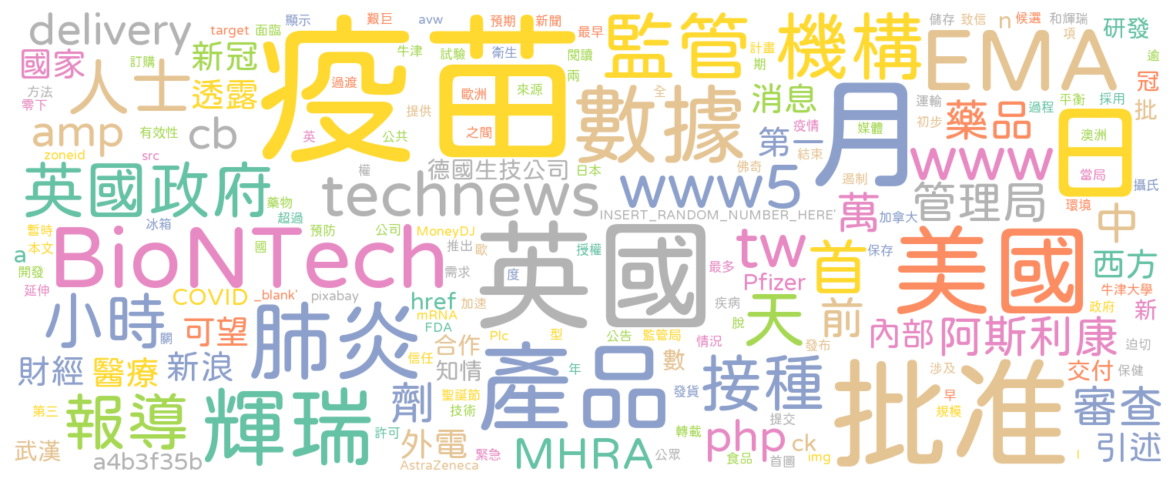 delivery
target
面臨
顯示
艱巨
avw
預期
新聞
最早
儲存
致信
n
候選
和輝瑞
項
研發
國家
人士
新冠
訂購
疫苗
過渡
牛津
試驗
衛生
閱讀
計畫
期
兩
監管
機構
EMA
逾
冠
批
方法
零下
透露
提供
歐洲
來源
全
數據
消息
運輸
初步
藥品
平衡
過程
採用
amp
有效性
cb
英
公共
之間
第一
疫情
媒體
結束
月
日
澳洲
當局
攝氏
zoneid
src
權
德國生技公司
日本
佛奇
遏制
www
英國政府
藥物
technews
www5
萬
加拿大
管理局
環境
中
冰箱
超過
INSERT_RANDOM_NUMBER_HERE'
暫時
本文
預防
公司
MoneyDJ
國
推出
歐
授權
tw
保存
a
開發
延伸
BioNTech
需求
度
英國
最多
Pfizer
首
美國
西方
牛津大學
COVID
_blank'
pixabay
href
加速
mRNA
FDA
疾病
天
前
政府
新
小時
關
可望
肺炎
Plc
型
公告
監管局
情況
脫
發布
內部
阿斯利康
迫切
財經
醫療
新浪
信任
合作
知情
產品
年
數
發貨
接種
涉及
早
規模
交付
保健
批准
第三
報導
輝瑞
劑
聖誕節
技術
提交
審查
武漢
a4b3f35b
許可
外電
AstraZeneca
緊急
MHRA
公眾
轉載
php
食品
首圖
ck
img
l
引述